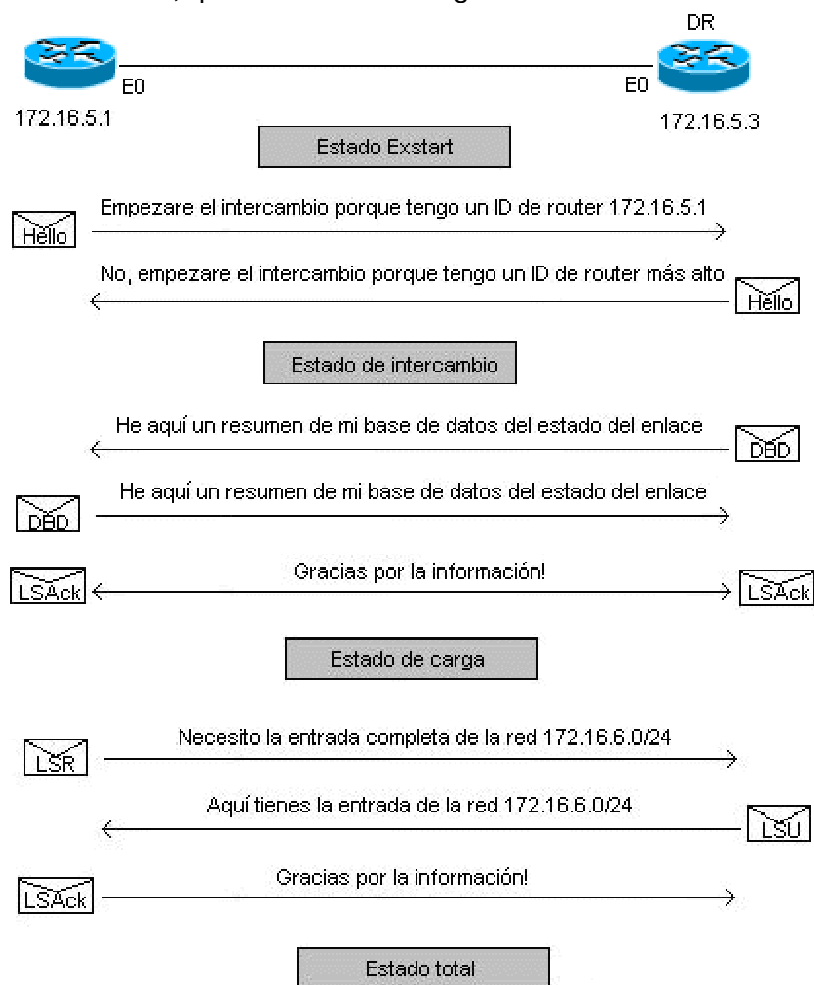 DR
E0
E0
172.16.5.1
172.16.5.3
Estado Exstart
Empezare el intercambio porque tengo un ID de router 172.16.5.1
Hello
No, empezare el intercambio porque tengo un ID de router más alto
Hello
Estado de intercambio
He aquí un resumen de mi base de datos del estado del enlace
DBD
He aquí un resumen de mi base de datos del estado del enlace
DBD
Gracias por la información!
LSAck
LSAck
Estado de carga
Necesito la entrada completa de la red 172.16.6.0/24
LSR
Aquí tienes la entrada de la red 172.16.6.0/24
LSU
Gracias por la información!
LSAck
Estado total